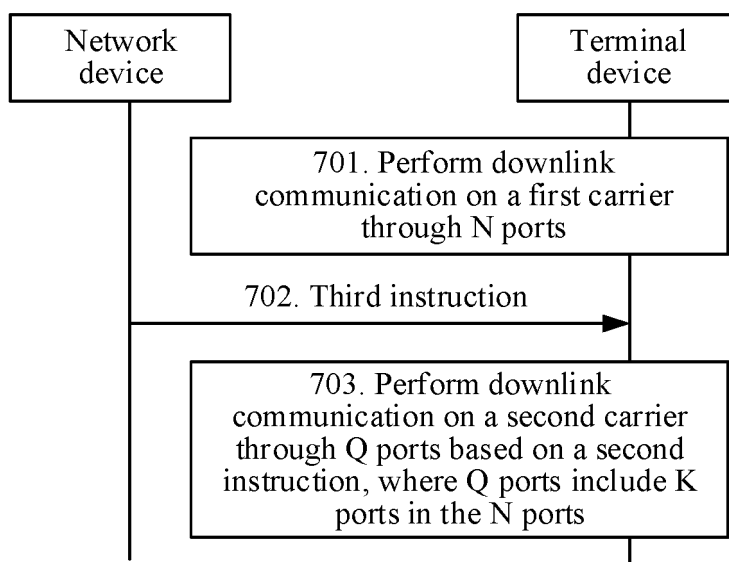 Network
device
Terminal
device
701. Perform downlink
communication on a first carrier
through N ports
702. Third instruction
703. Perform downlink
communication on a second carrier
through Q ports based on a second
instruction, where Q ports include K
ports in the N ports